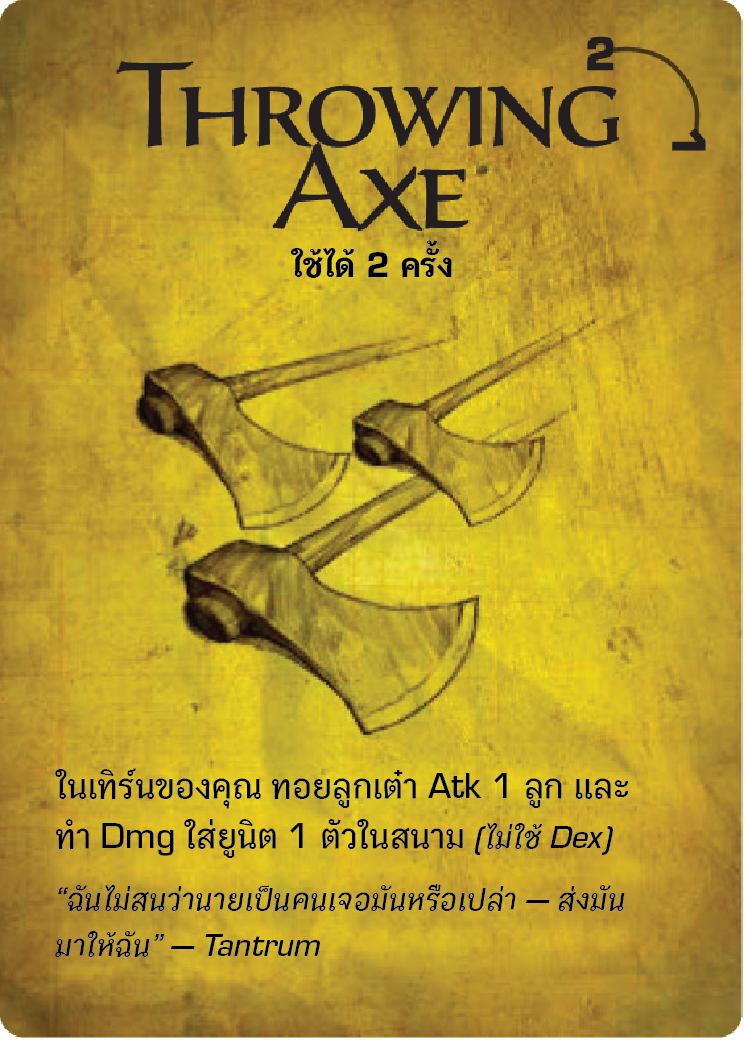 2
THROWING
1
AXE
ใช้ได้ 2 ครั้ง
ในเทิร์นของคุณ ทอยลูกเต๋า Atk 1 ลูก และ
ทำ Dmg ใส่ยูนิต 1 ตัวในสนาม (ไม่ใช้ Dex)
“ฉันไม่สนว่านายเป็นคนเจอมันหรือเปล่า — ส่งมัน
มาให้ฉัน” — Tantrum